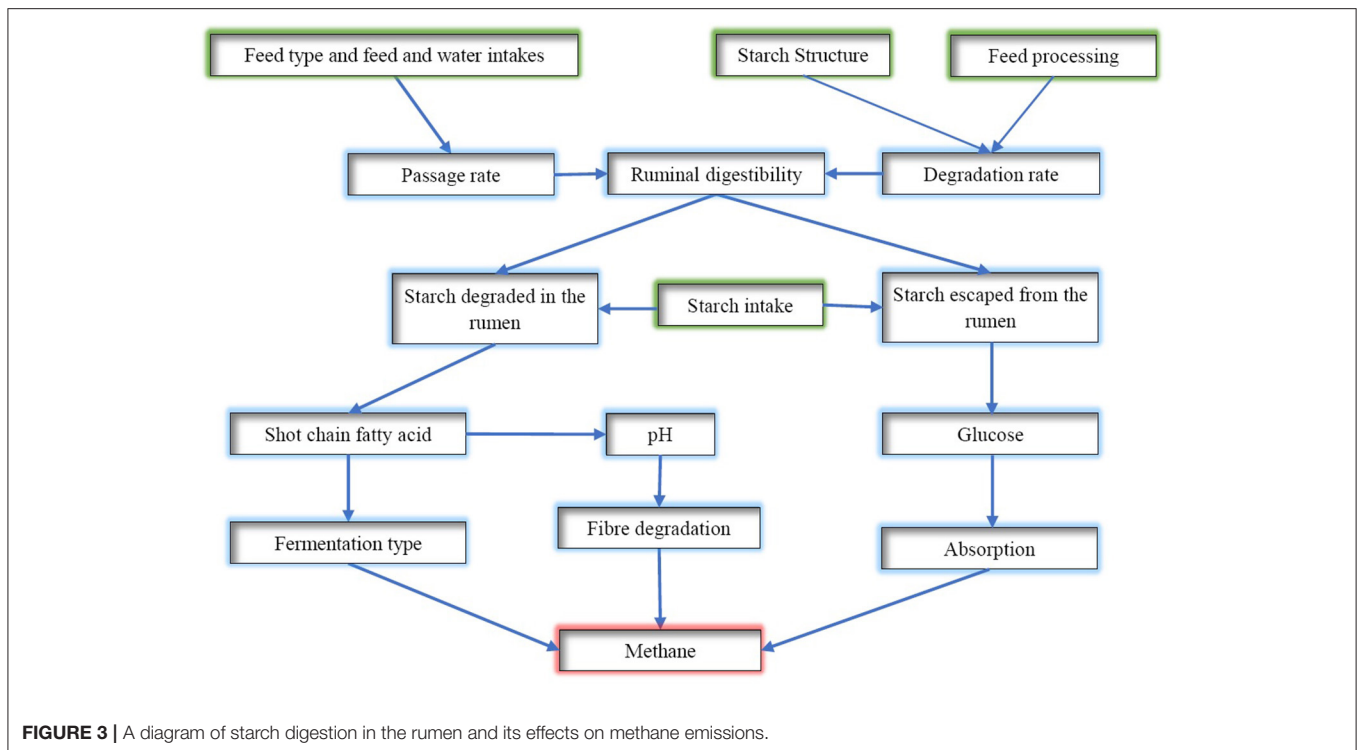 Feed type and feed and water intakes
Starch Structure
Feed processing
Passage rate
Ruminal digestibility
Degradation rate
Starch degraded in the
rumen
Starch intake
Starch escaped from the
rumen
Shot chain fatty acid
pH
Glucose
Fermentation type
Fibre degradation
Absorption
Methane
FIGURE 3 | A diagram of starch digestion in the rumen and its effects on methane emissions.